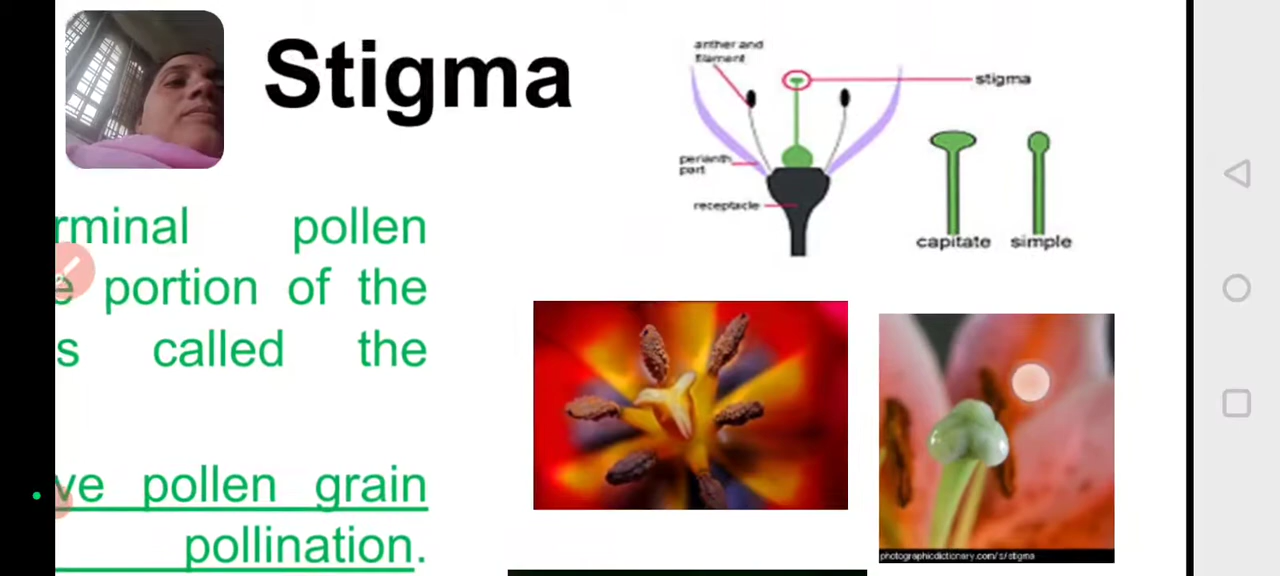 Stigma
anther and
filament
stigma
perianth
part
receptacle
capitate simple
rminal pollen
e portion of the
s called the
ve pollen grain
pollination.
photographicdictionary.com/s/stigma